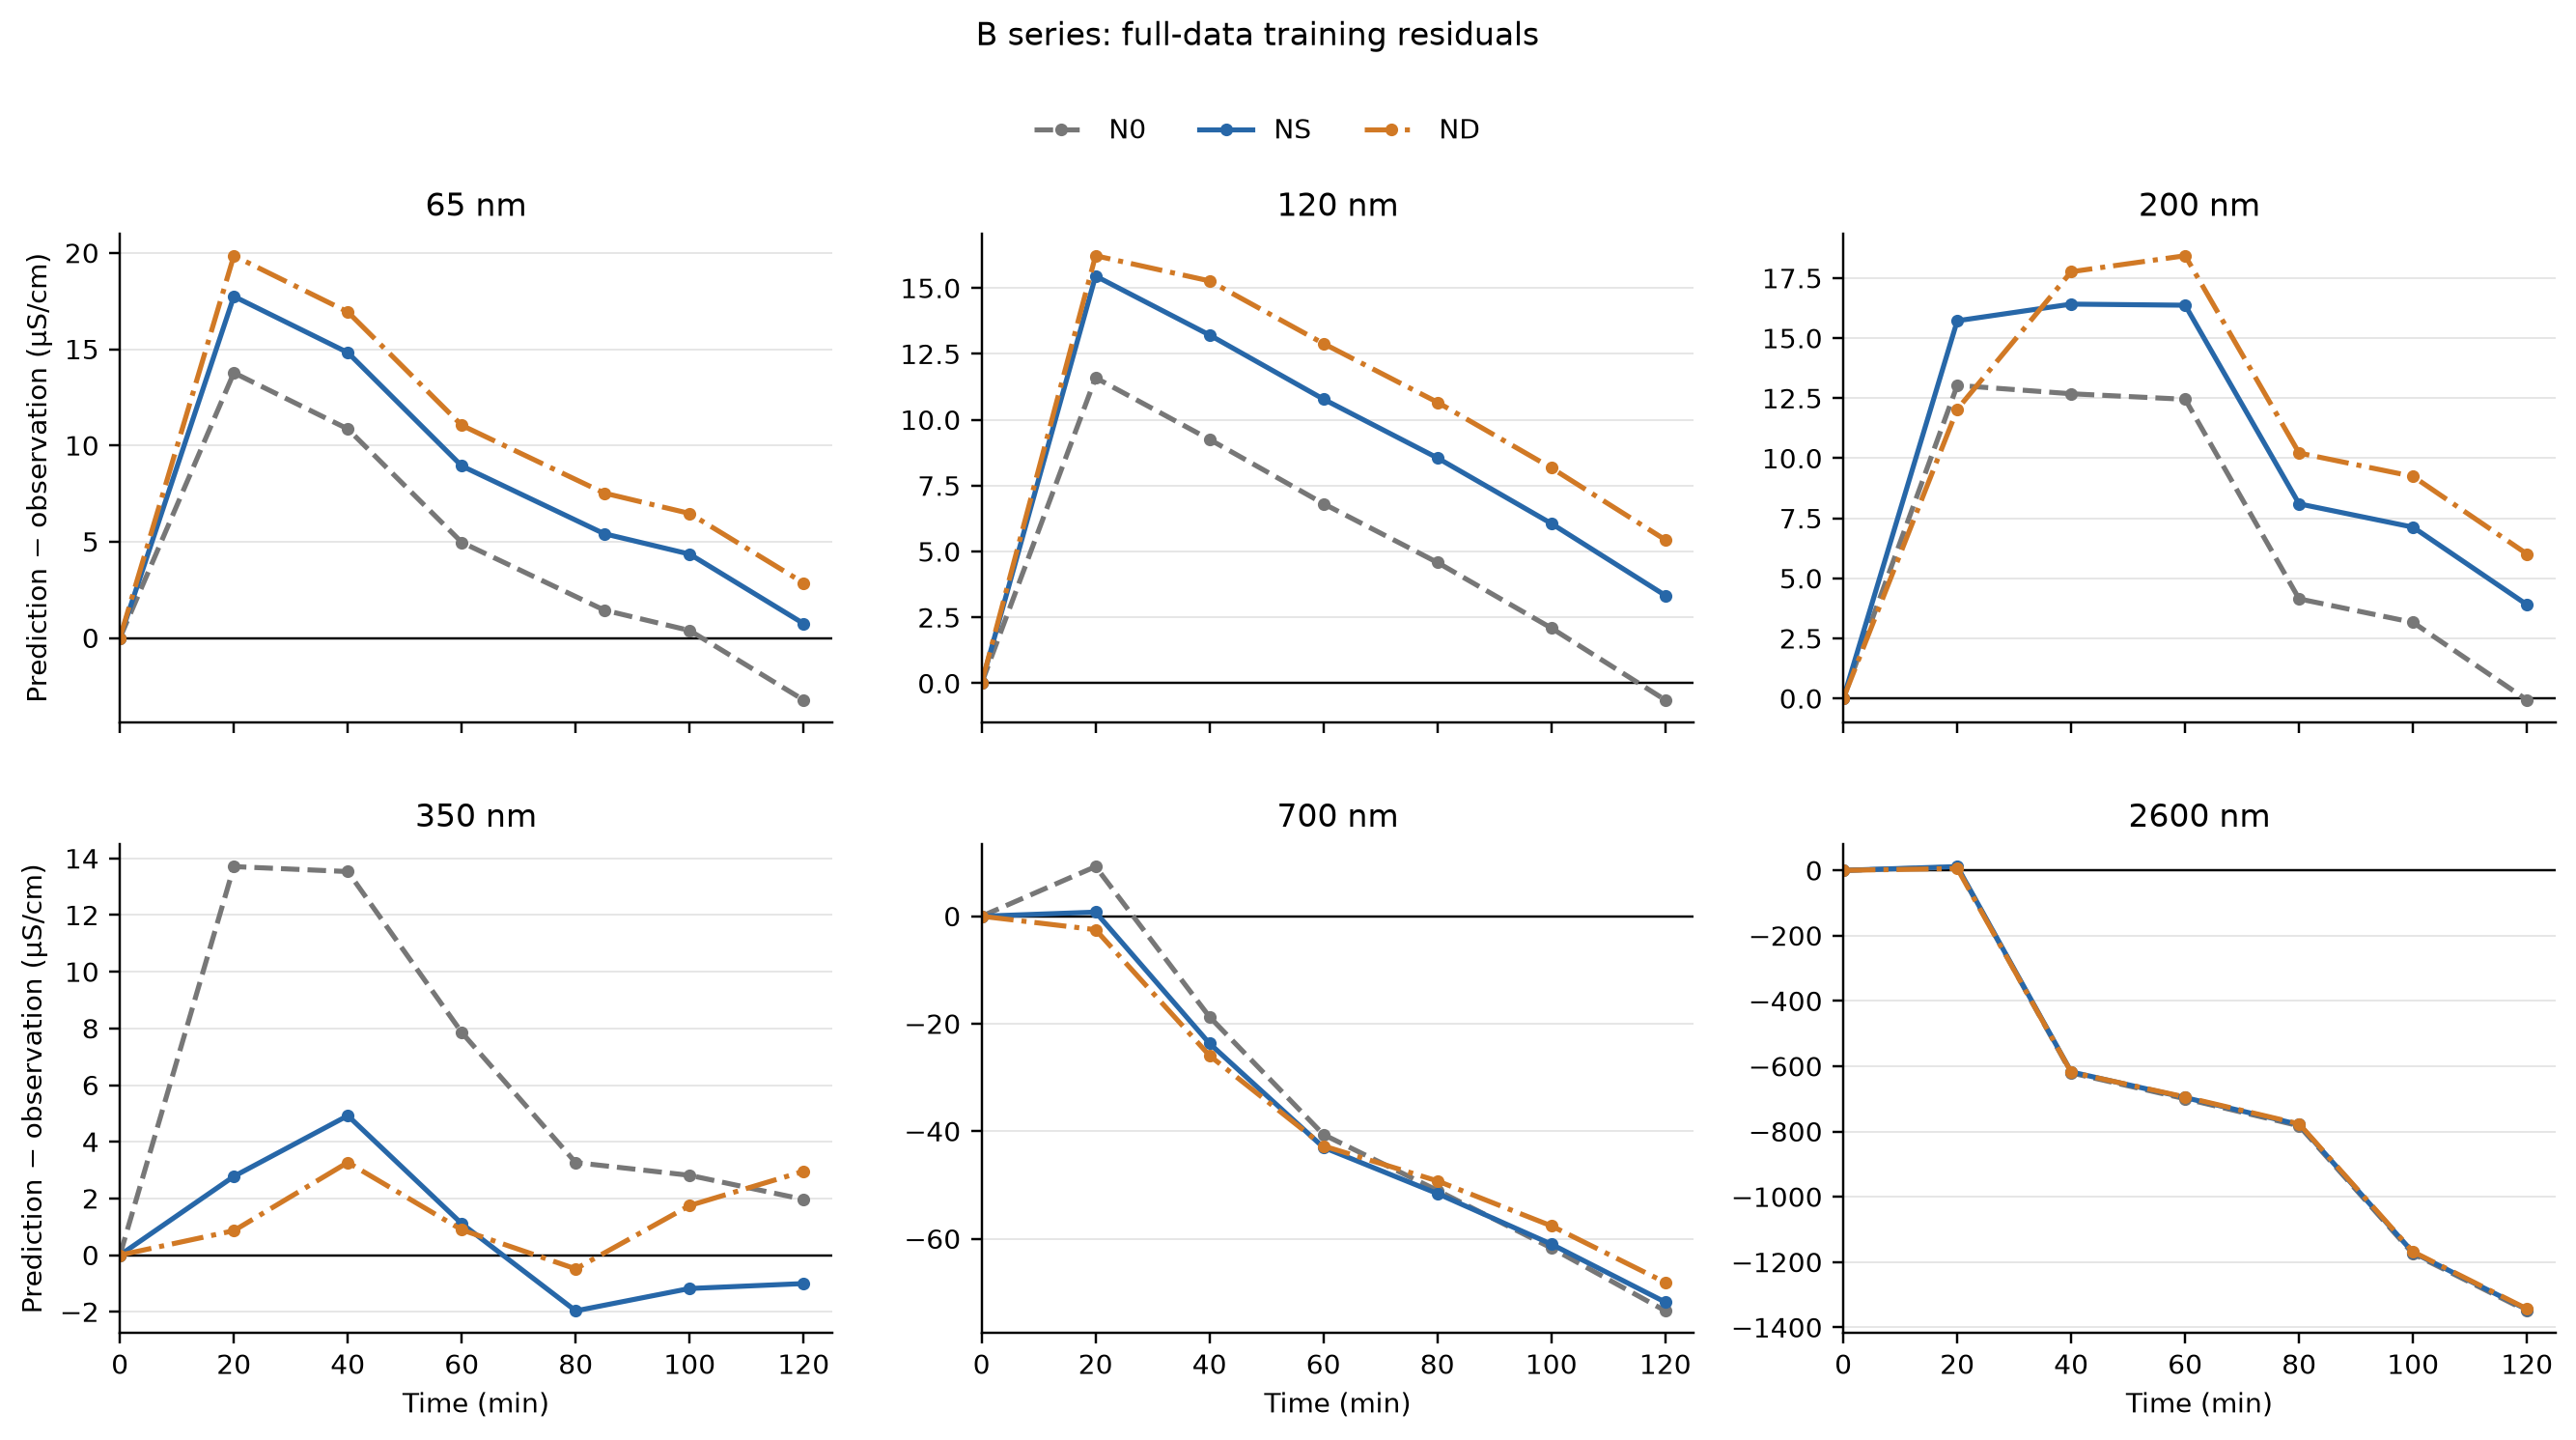 B series: full-data training residuals
N0 NS ND
65 nm
120 nm
200 nm
Prediction − observation (µS/cm)
20
15
10
5
0
15.0
12.5
10.0
7.5
5.0
2.5
0.0
17.5
15.0
12.5
10.0
7.5
5.0
2.5
0.0
350 nm
700 nm
2600 nm
Prediction − observation (µS/cm)
14
12
10
8
6
4
2
0
−2
0
−20
−40
−60
0
−200
−400
−600
−800
−1000
−1200
−1400
0 20 40 60 80 100 120
0 20 40 60 80 100 120
0 20 40 60 80 100 120
Time (min)
Time (min)
Time (min)